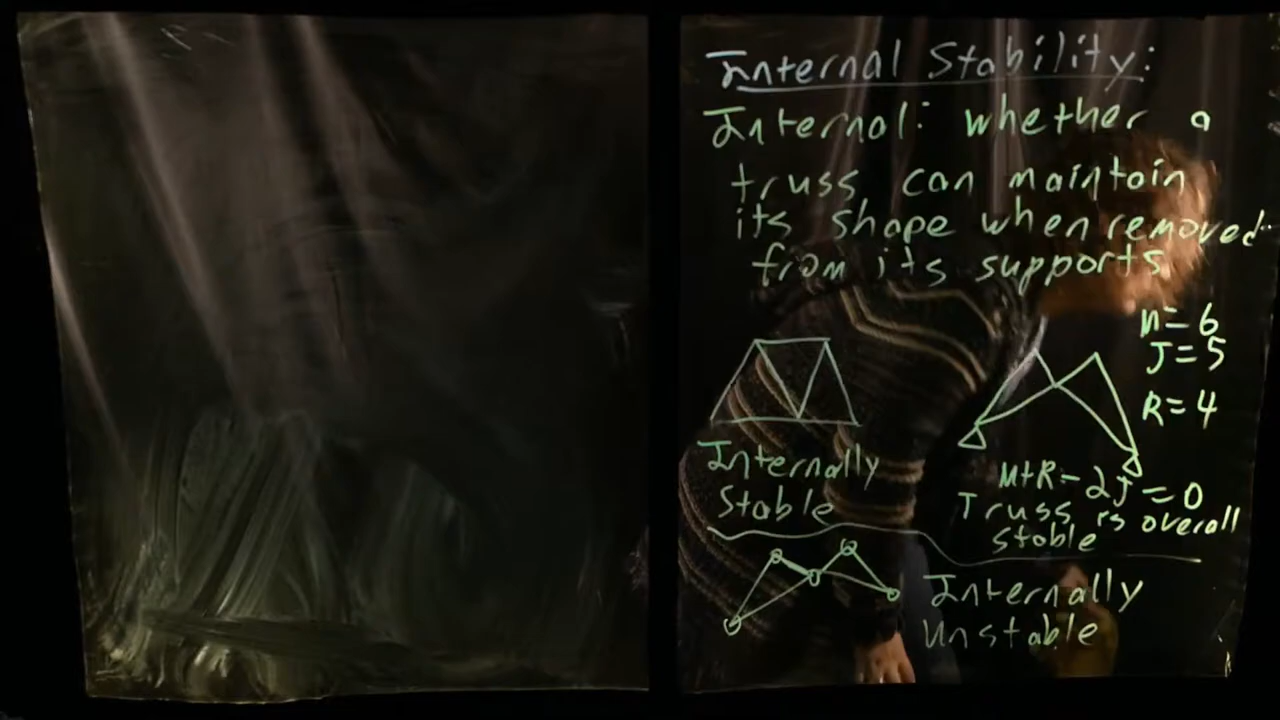 Internal Stability:
Internal: whether a
truss can maintain
its shape when removed
from its supports
m=6
J=5
R=4
Internally
Stable
M+R-2J=0
Truss is overall
stable
Internally
Unstable